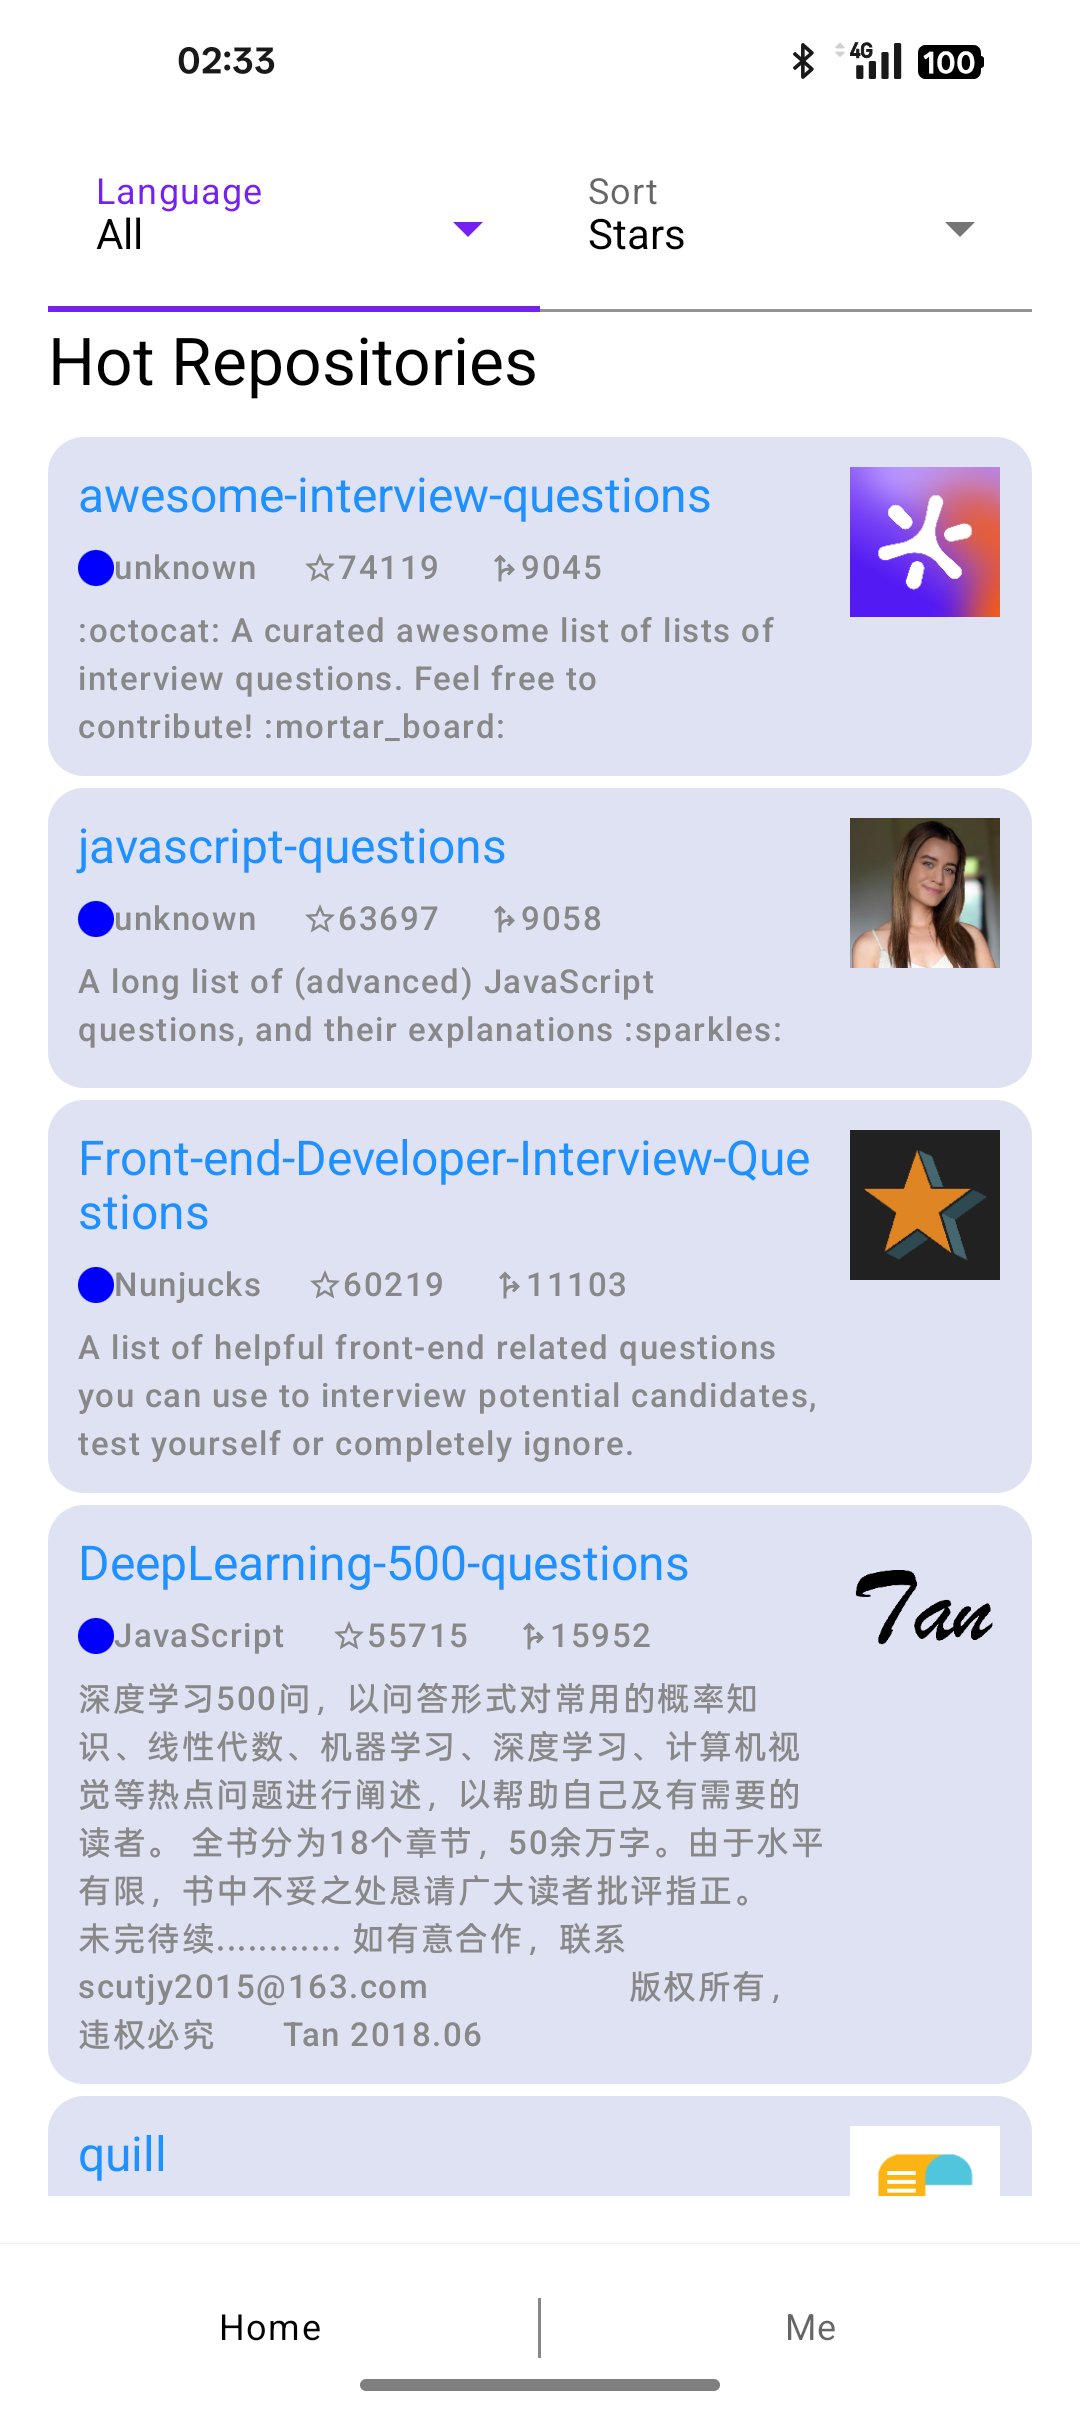 02:33
4G
100
Language
All
Sort
Stars
Hot Repositories
awesome-interview-questions
unknown 74119 9045
:octocat: A curated awesome list of lists of
interview questions. Feel free to
contribute! :mortar_board:
javascript-questions
unknown 63697 9058
A long list of (advanced) JavaScript
questions, and their explanations :sparkles:
Front-end-Developer-Interview-Que
stions
Nunjucks 60219 11103
A list of helpful front-end related questions
you can use to interview potential candidates,
test yourself or completely ignore.
DeepLearning-500-questions
Tan
JavaScript 55715 15952
深度学习500问，以问答形式对常用的概率知
识、线性代数、机器学习、深度学习、计算机视
觉等热点问题进行阐述，以帮助自己及有需要的
读者。 全书分为18个章节，50余万字。由于水平
有限，书中不妥之处恳请广大读者批评指正。
未完待续............ 如有意合作，联系
scutjy2015@163.com 版权所有，
违权必究 Tan 2018.06
quill
Home
Me